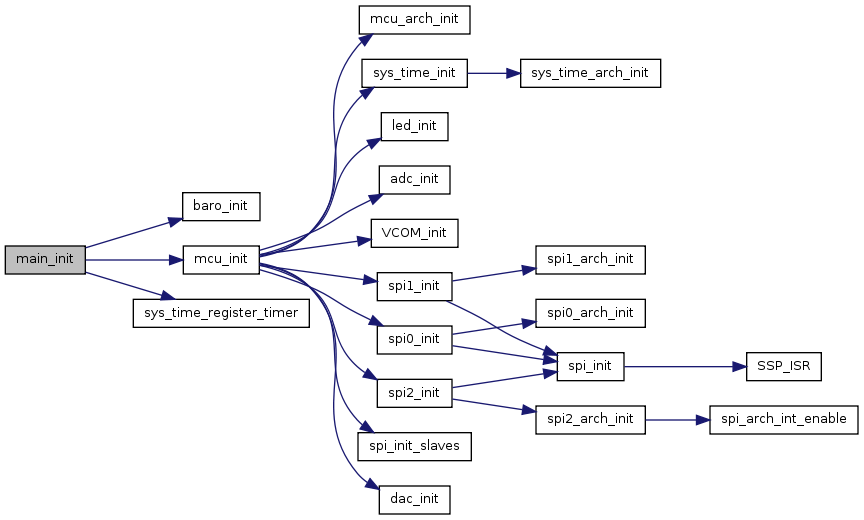 mcu_arch_init
sys_time_init
sys_time_arch_init
led_init
adc_init
baro_init
VCOM_init
main_init
mcu_init
spi1_arch_init
spi1_init
sys_time_register_timer
spi0_arch_init
spi0_init
spi_init
SSP_ISR
spi2_init
spi2_arch_init
spi_arch_int_enable
spi_init_slaves
dac_init